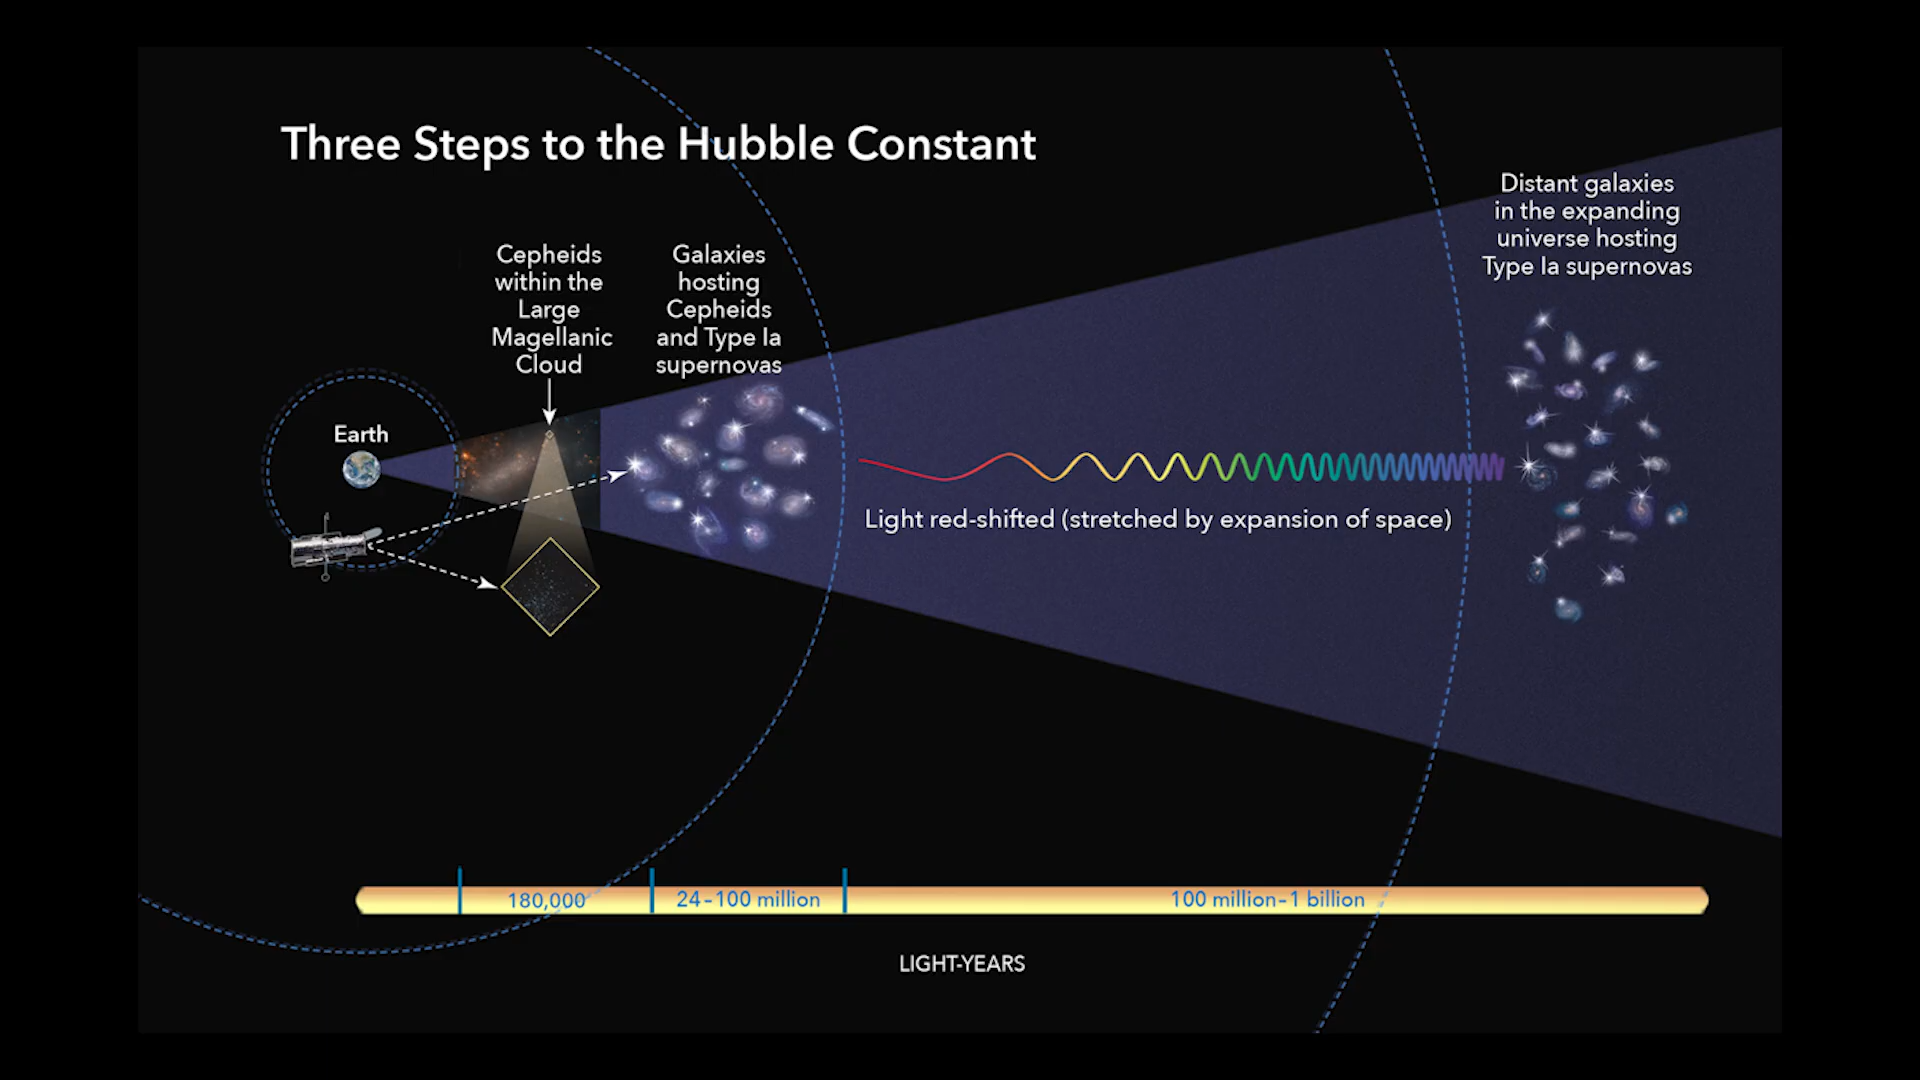 Three Steps to the Hubble Constant
Distant galaxies
in the expanding
universe hosting
Type Ia supernovas
Cepheids
within the
Large
Magellanic
Cloud
Galaxies
hosting
Cepheids
and Type Ia
supernovas
Earth
Light red-shifted (stretched by expansion of space)
180,000
24–100 million
100 million–1 billion
LIGHT-YEARS